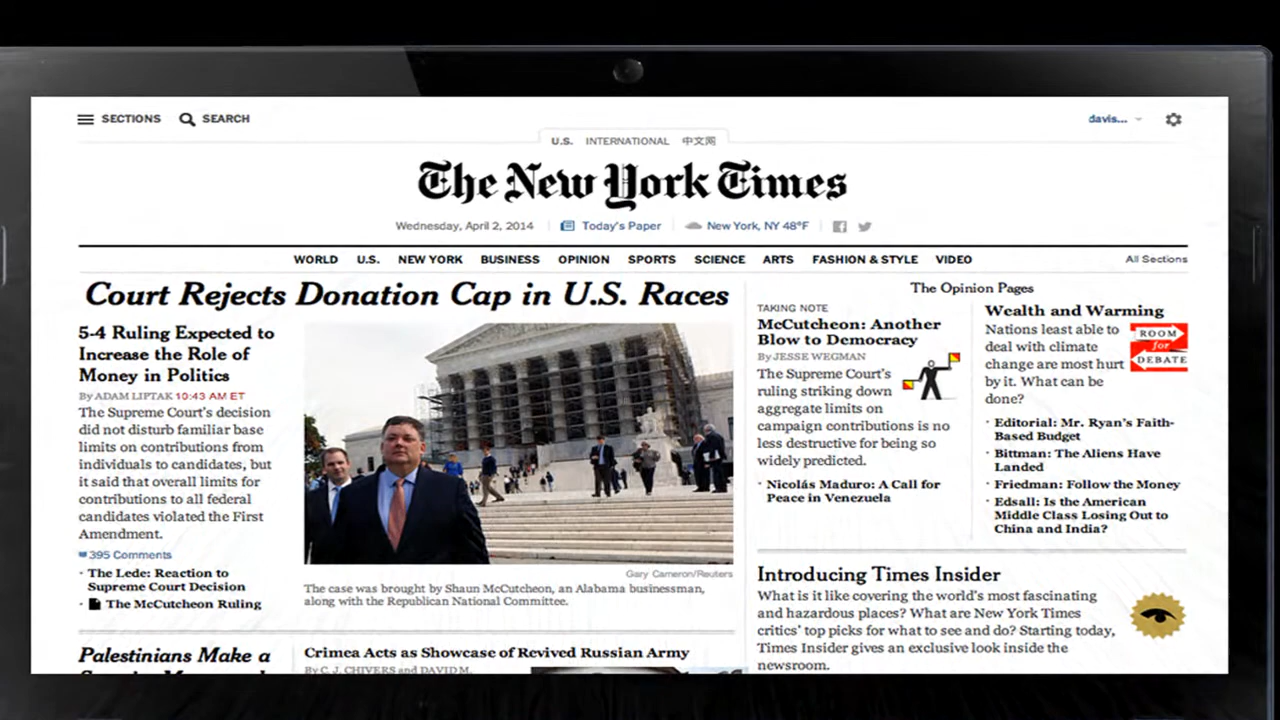 SECTIONS SEARCH
davis...
U.S. INTERNATIONAL 中文网
The New York Times
Wednesday, April 2, 2014 Today's Paper New York, NY 48°F
WORLD U.S. NEW YORK BUSINESS OPINION SPORTS SCIENCE ARTS FASHION & STYLE VIDEO All Sections
Court Rejects Donation Cap in U.S. Races
5-4 Ruling Expected to
Increase the Role of
Money in Politics
By ADAM LIPTAK 10:43 AM ET
The Supreme Court's decision
did not disturb familiar base
limits on contributions from
individuals to candidates, but
it said that overall limits for
contributions to all federal
candidates violated the First
Amendment.
395 Comments
The Lede: Reaction to
Supreme Court Decision
The McCutcheon Ruling
Gary Cameron/Reuters
The case was brought by Shaun McCutcheon, an Alabama businessman,
along with the Republican National Committee.
Palestinians Make a
Crimea Acts as Showcase of Revived Russian Army
By C. J. CHIVERS and DAVID M.
The Opinion Pages
TAKING NOTE
McCutcheon: Another
Blow to Democracy
By JESSE WEGMAN
The Supreme Court's
ruling striking down
aggregate limits on
campaign contributions is no
less destructive for being so
widely predicted.
Nicolás Maduro: A Call for
Peace in Venezuela
Wealth and Warming
Nations least able to
deal with climate
change are most hurt
by it. What can be
done?
ROOM
for
DEBATE
Editorial: Mr. Ryan's Faith-
Based Budget
Bittman: The Aliens Have
Landed
Friedman: Follow the Money
Edsall: Is the American
Middle Class Losing Out to
China and India?
Introducing Times Insider
What is it like covering the world's most fascinating
and hazardous places? What are New York Times
critics' top picks for what to see and do? Starting today,
Times Insider gives an exclusive look inside the
newsroom.